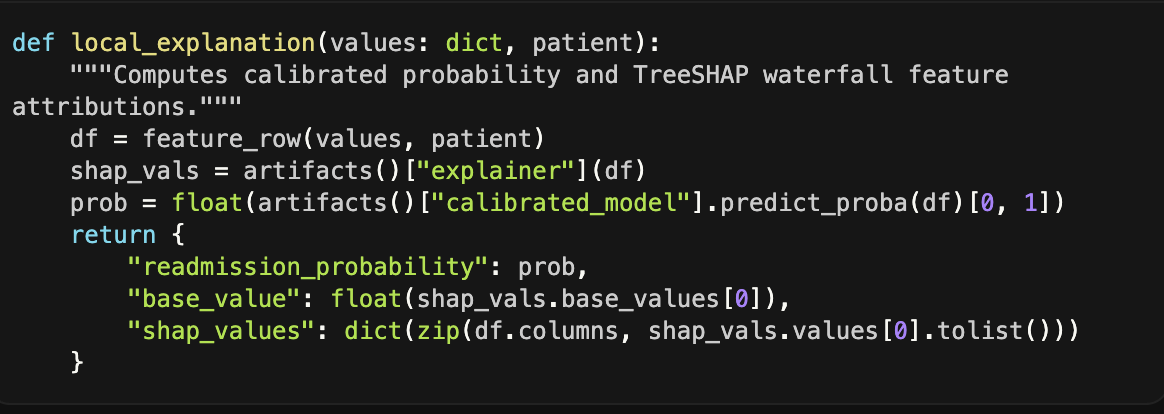 def local_explanation(values: dict, patient):
    """Computes calibrated probability and TreeSHAP waterfall feature
attributions."""
    df = feature_row(values, patient)
    shap_vals = artifacts()["explainer"](df)
    prob = float(artifacts()["calibrated_model"].predict_proba(df)[0, 1])
    return {
        "readmission_probability": prob,
        "base_value": float(shap_vals.base_values[0]),
        "shap_values": dict(zip(df.columns, shap_vals.values[0].tolist()))
    }